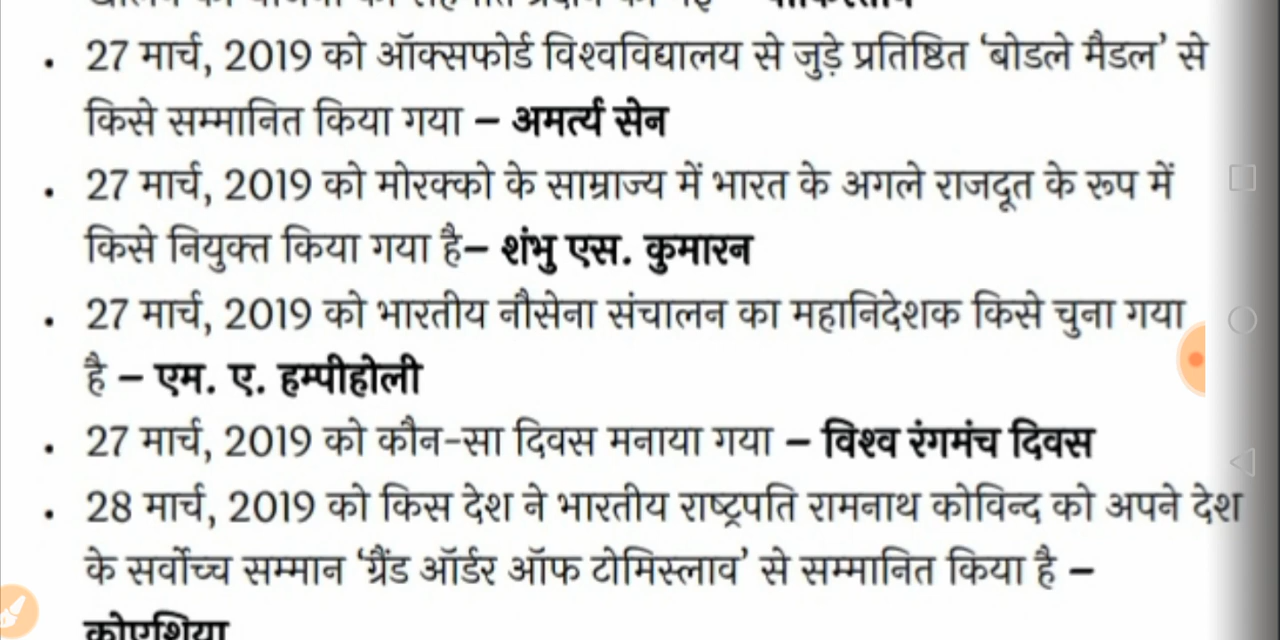 27 मार्च, 2019 को ऑक्सफोर्ड विश्वविद्यालय से जुड़े प्रतिष्ठित ‘बोडले मैडल’ से
किसे सम्मानित किया गया – अमर्त्य सेन
27 मार्च, 2019 को मोरक्को के साम्राज्य में भारत के अगले राजदूत के रूप में
किसे नियुक्त किया गया है– शंभु एस. कुमारन
27 मार्च, 2019 को भारतीय नौसेना संचालन का महानिदेशक किसे चुना गया
है – एम. ए. हम्पीहोली
27 मार्च, 2019 को कौन-सा दिवस मनाया गया – विश्व रंगमंच दिवस
28 मार्च, 2019 को किस देश ने भारतीय राष्ट्रपति रामनाथ कोविन्द को अपने देश
के सर्वोच्च सम्मान ‘ग्रैंड ऑर्डर ऑफ टोमिस्लाव’ से सम्मानित किया है –
कोएशिया